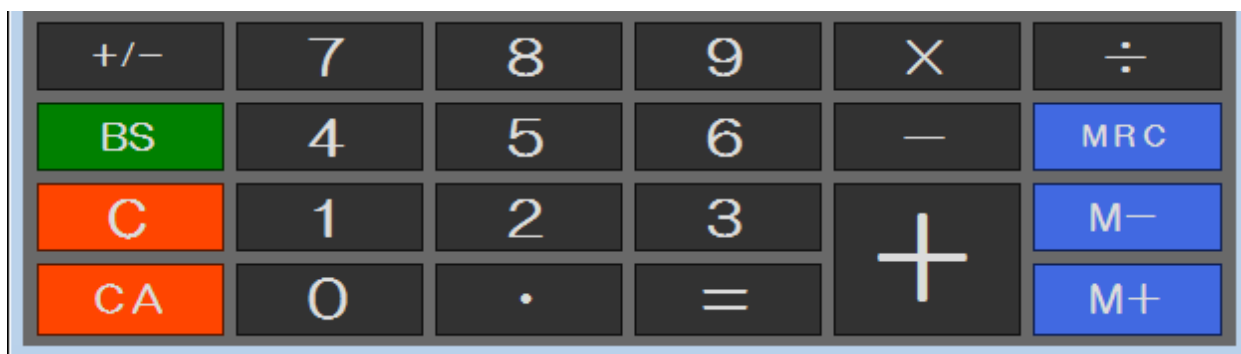 +/− 7 8 9 × ÷
BS 4 5 6 − MRC
C 1 2 3 + M−
CA 0 · = M+